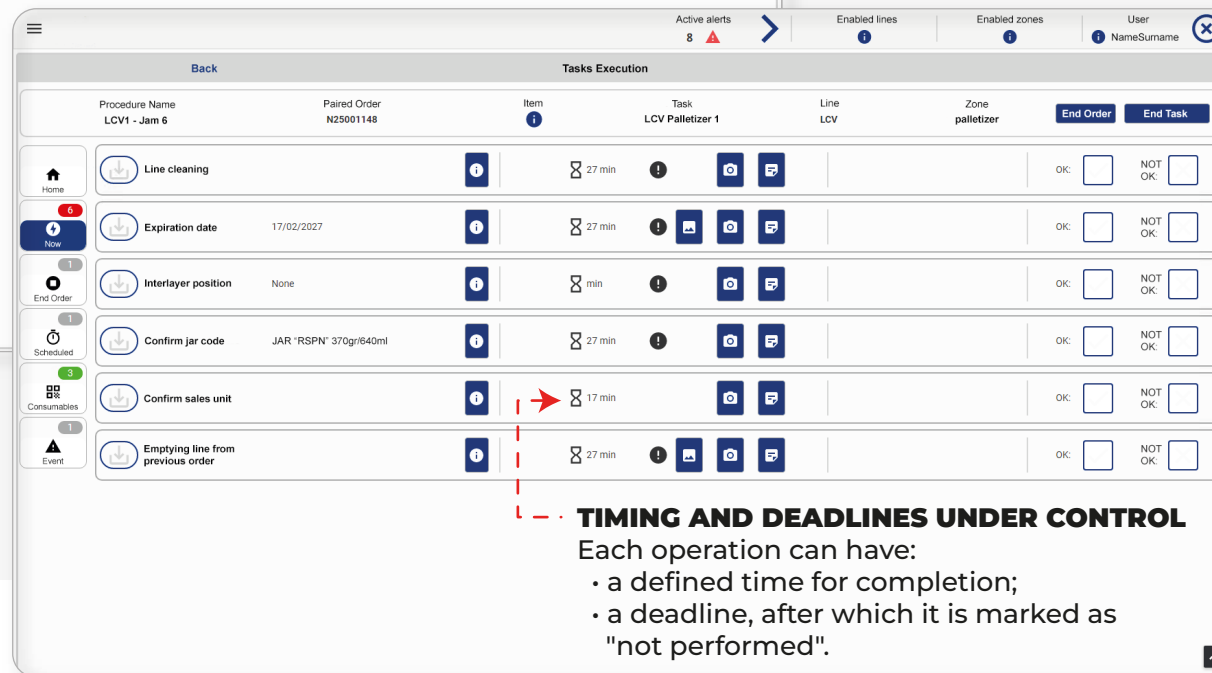 Active alerts
8
Enabled lines
Enabled zones
User
NameSurname
Back
Tasks Execution
Procedure Name
LCV1 - Jam 6
Paired Order
N25001148
Item
Task
LCV Palletizer 1
Line
LCV
Zone
palletizer
End Order
End Task
Home
6
Now
1
End Order
1
Scheduled
3
Consumables
1
Event
Line cleaning
27 min
OK:
NOT
OK:
Expiration date
17/02/2027
27 min
OK:
NOT
OK:
Interlayer position
None
min
OK:
NOT
OK:
Confirm jar code
JAR "RSPN" 370gr/640ml
27 min
OK:
NOT
OK:
Confirm sales unit
17 min
OK:
NOT
OK:
Emptying line from
previous order
27 min
OK:
NOT
OK:
TIMING AND DEADLINES UNDER CONTROL
Each operation can have:
• a defined time for completion;
• a deadline, after which it is marked as
"not performed".